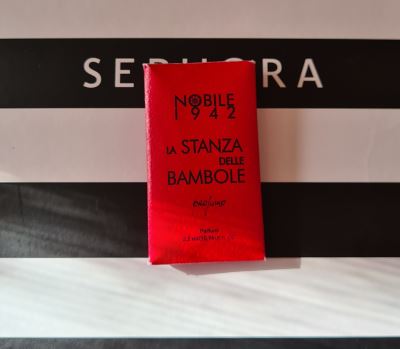 SEPHORA
NOBILE
1942
LA STANZA
DELLE
BAMBOLE